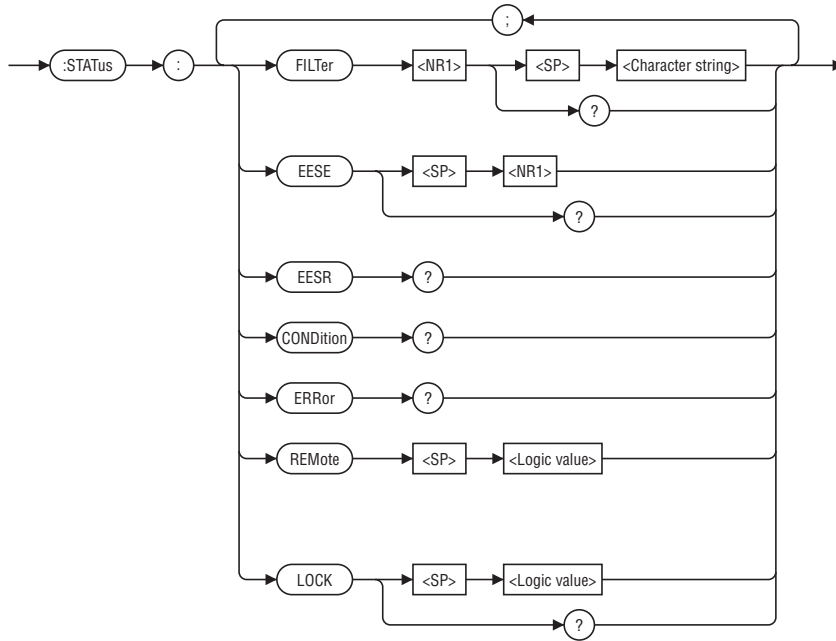 ;
:STATus : FILTer <NR1> <SP> <Character string>
?
EESE <SP> <NR1>
?
EESR ?
CONDition ?
ERRor ?
REMote <SP> <Logic value>
LOCK <SP> <Logic value>
?